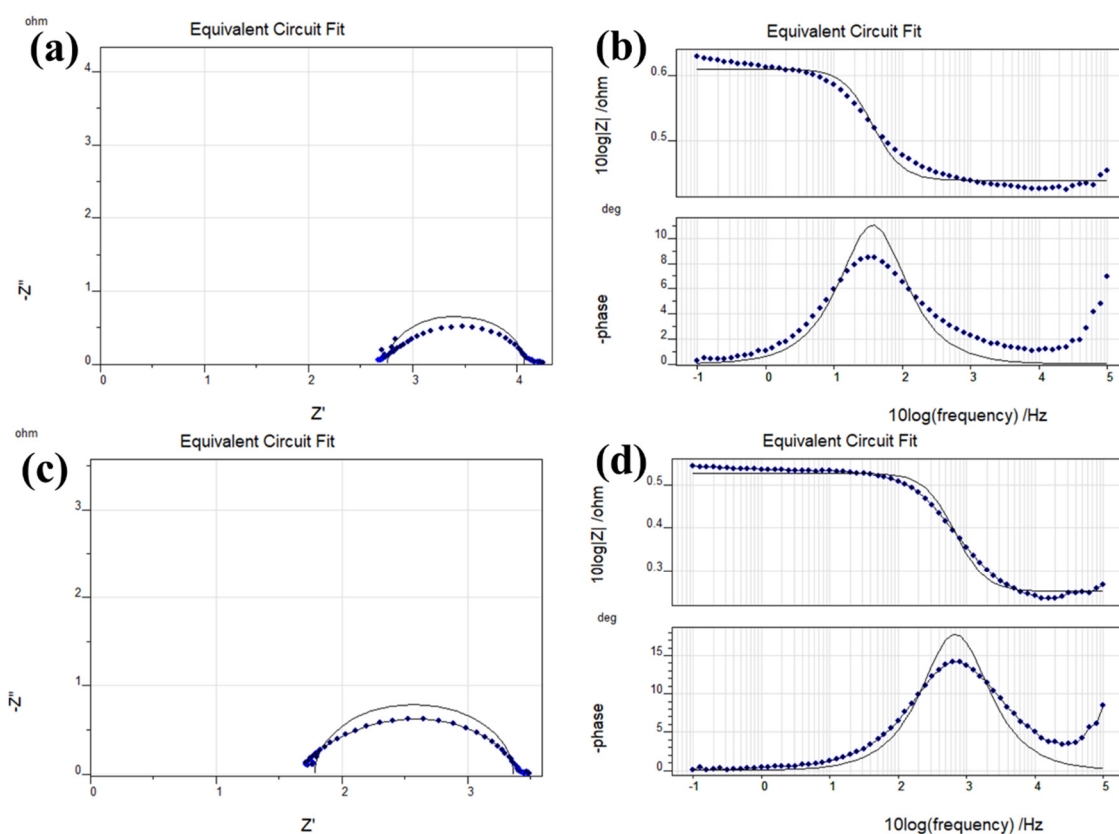 ohm
Equivalent Circuit Fit
(a)
4
3
2
1
0
-Z"
0 1 2 3 4
Z'
Equivalent Circuit Fit
(b)
0.6
0.5
10log|Z| /ohm
deg
10
8
6
4
2
0
-phase
-1 0 1 2 3 4 5
10log(frequency) /Hz
ohm
Equivalent Circuit Fit
(c)
3
2
1
0
-Z"
0 1 2 3
Z'
Equivalent Circuit Fit
(d)
0.5
0.4
0.3
10log|Z| /ohm
deg
15
10
5
0
-phase
-1 0 1 2 3 4 5
10log(frequency) /Hz